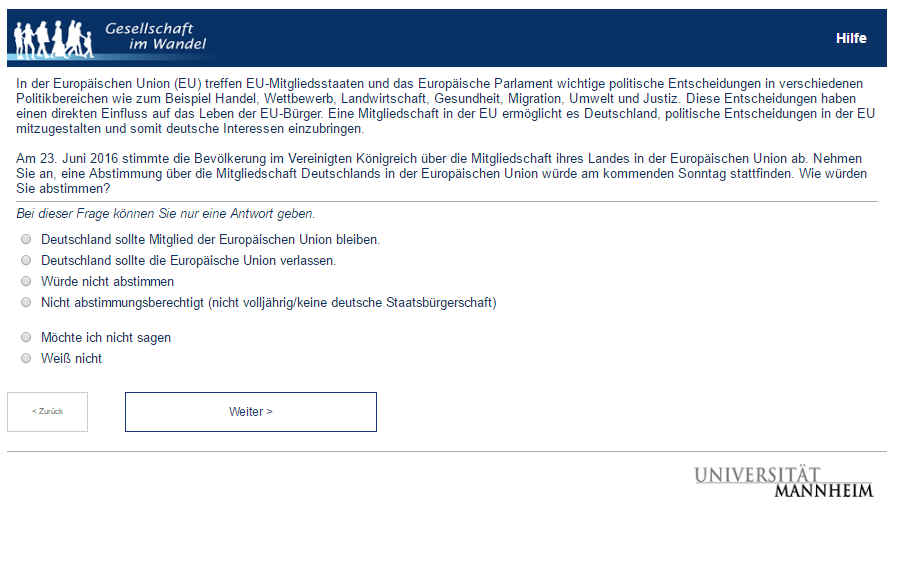 Gesellschaft
im Wandel
Hilfe
In der Europäischen Union (EU) treffen EU-Mitgliedsstaaten und das Europäische Parlament wichtige politische Entscheidungen in verschiedenen
Politikbereichen wie zum Beispiel Handel, Wettbewerb, Landwirtschaft, Gesundheit, Migration, Umwelt und Justiz. Diese Entscheidungen haben
einen direkten Einfluss auf das Leben der EU-Bürger. Eine Mitgliedschaft in der EU ermöglicht es Deutschland, politische Entscheidungen in der EU
mitzugestalten und somit deutsche Interessen einzubringen.
Am 23. Juni 2016 stimmte die Bevölkerung im Vereinigten Königreich über die Mitgliedschaft ihres Landes in der Europäischen Union ab. Nehmen
Sie an, eine Abstimmung über die Mitgliedschaft Deutschlands in der Europäischen Union würde am kommenden Sonntag stattfinden. Wie würden
Sie abstimmen?
Bei dieser Frage können Sie nur eine Antwort geben.
Deutschland sollte Mitglied der Europäischen Union bleiben.
Deutschland sollte die Europäische Union verlassen.
Würde nicht abstimmen
Nicht abstimmungsberechtigt (nicht volljährig/keine deutsche Staatsbürgerschaft)
Möchte ich nicht sagen
Weiß nicht
< Zurück
Weiter >
UNIVERSITÄT
MANNHEIM